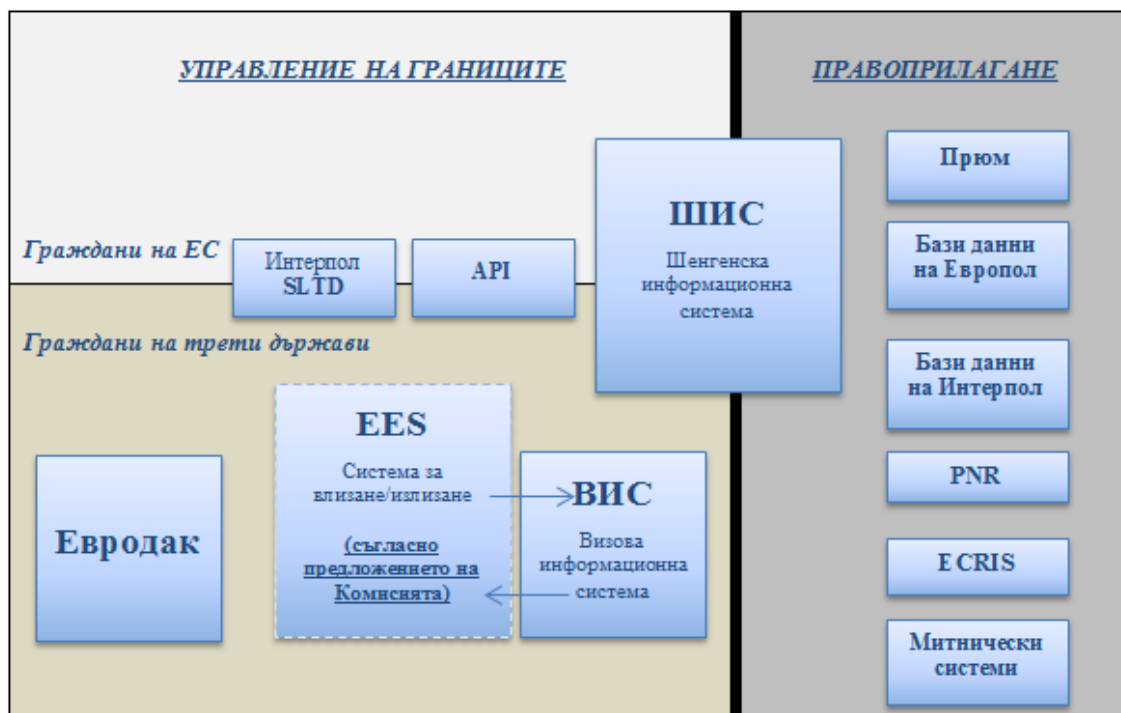 УПРАВЛЕНИЕ НА ГРАНИЦИТЕ
ПРАВОПРИЛАГАНЕ
Граждани на ЕС
Интерпол
SLTD
API
ШИС
Шенгенска
информационна
система
Граждани на трети държави
EES
Система за
влизане/излизане
(съгласно
предложението на
Комисията)
ВИС
Визова
информационна
система
Евродак
Прюм
Бази данни
на Европол
Бази данни
на Интерпол
PNR
ECRIS
Митнически
системи